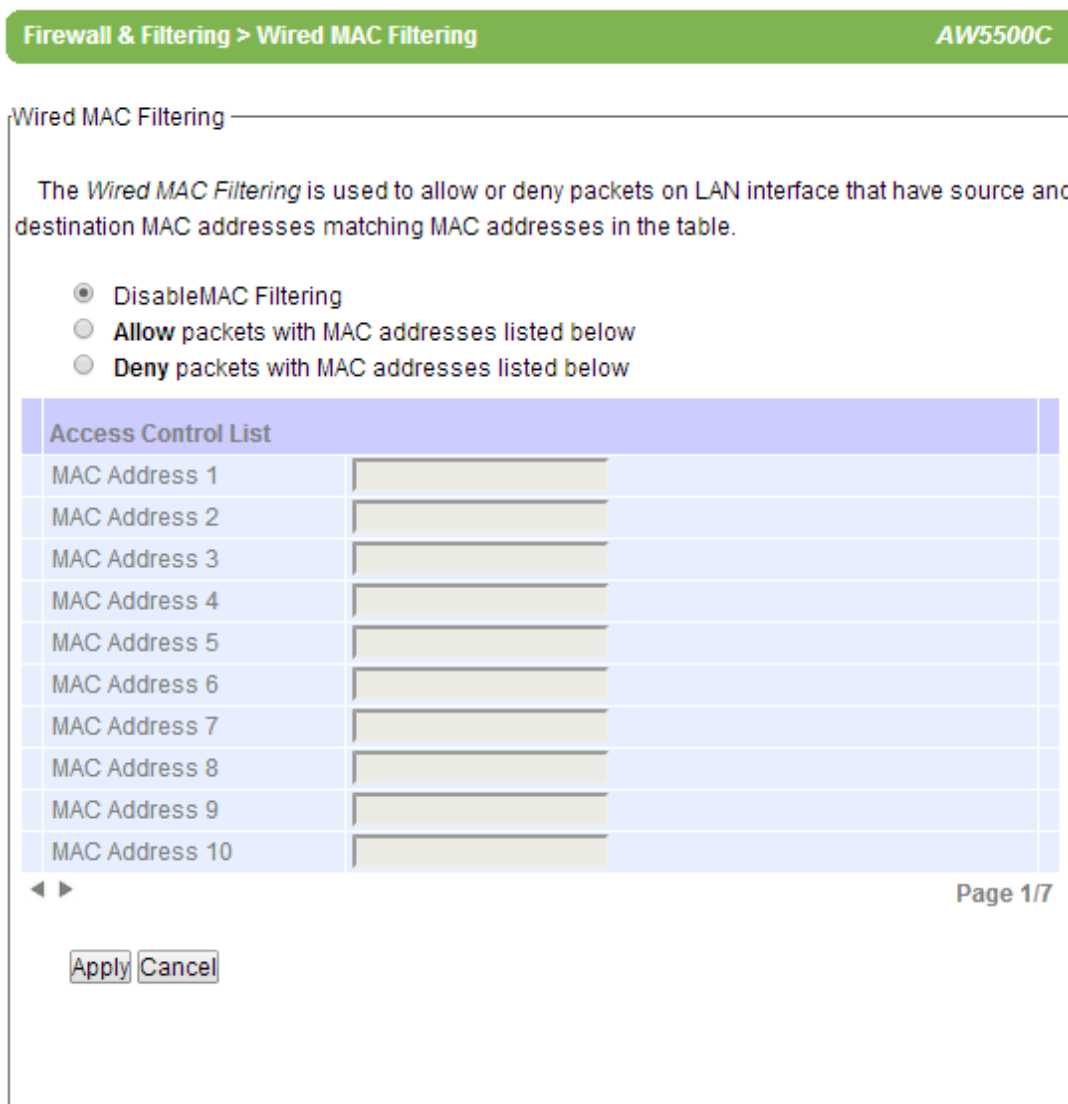 Firewall & Filtering > Wired MAC Filtering AW5500C
Wired MAC Filtering
The Wired MAC Filtering is used to allow or deny packets on LAN interface that have source and
destination MAC addresses matching MAC addresses in the table.
DisableMAC Filtering
Allow packets with MAC addresses listed below
Deny packets with MAC addresses listed below
Access Control List
MAC Address 1
MAC Address 2
MAC Address 3
MAC Address 4
MAC Address 5
MAC Address 6
MAC Address 7
MAC Address 8
MAC Address 9
MAC Address 10
Page 1/7
Apply Cancel